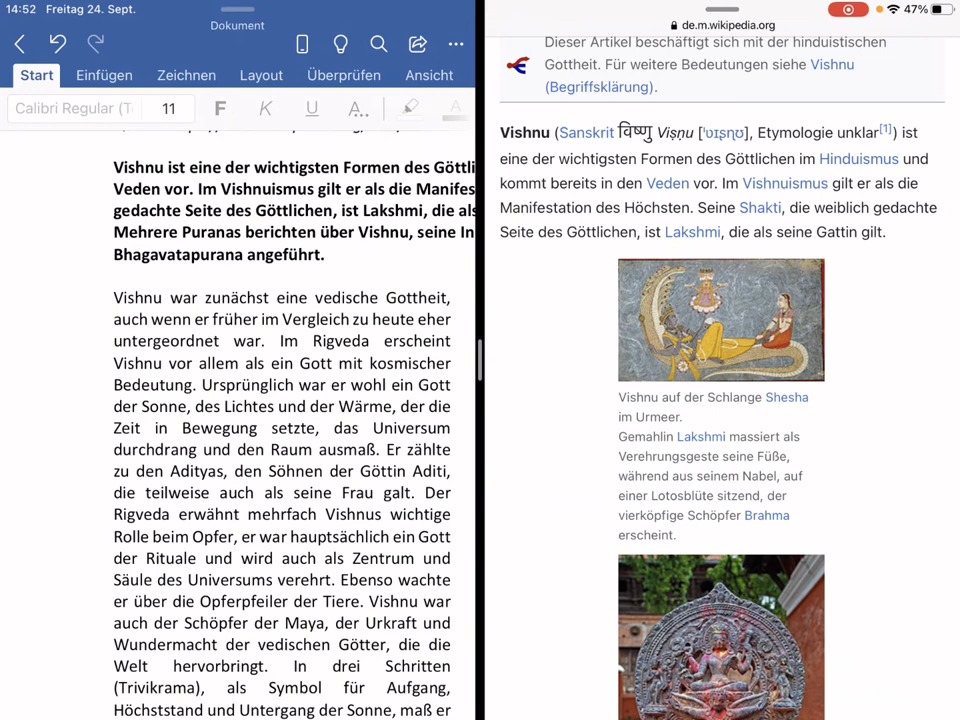 14:52 Freitag 24. Sept.
47%
Dokument
Start Einfügen Zeichnen Layout Überprüfen Ansicht
Calibri Regular (T 11 F K U A...
A
Vishnu ist eine der wichtigsten Formen des Göttli
Veden vor. Im Vishnuismus gilt er als die Manifes
gedachte Seite des Göttlichen, ist Lakshmi, die als
Mehrere Puranas berichten über Vishnu, seine In
Bhagavatapurana angeführt.
Vishnu war zunächst eine vedische Gottheit,
auch wenn er früher im Vergleich zu heute eher
untergeordnet war. Im Rigveda erscheint
Vishnu vor allem als ein Gott mit kosmischer
Bedeutung. Ursprünglich war er wohl ein Gott
der Sonne, des Lichtes und der Wärme, der die
Zeit in Bewegung setzte, das Universum
durchdrang und den Raum ausmaß. Er zählte
zu den Adityas, den Söhnen der Göttin Aditi,
die teilweise auch als seine Frau galt. Der
Rigveda erwähnt mehrfach Vishnus wichtige
Rolle beim Opfer, er war hauptsächlich ein Gott
der Rituale und wird auch als Zentrum und
Säule des Universums verehrt. Ebenso wachte
er über die Opferpfeiler der Tiere. Vishnu war
auch der Schöpfer der Maya, der Urkraft und
Wundermacht der vedischen Götter, die die
Welt hervorbringt. In drei Schritten
(Trivikrama), als Symbol für Aufgang,
Höchststand und Untergang der Sonne, maß er
de.m.wikipedia.org
Dieser Artikel beschäftigt sich mit der hinduistischen
Gottheit. Für weitere Bedeutungen siehe Vishnu
(Begriffsklärung).
Vishnu (Sanskrit विष्णु Viṣṇu [ˈʋɪʂɳʊ], Etymologie unklar[1]) ist
eine der wichtigsten Formen des Göttlichen im Hinduismus und
kommt bereits in den Veden vor. Im Vishnuismus gilt er als die
Manifestation des Höchsten. Seine Shakti, die weiblich gedachte
Seite des Göttlichen, ist Lakshmi, die als seine Gattin gilt.
Vishnu auf der Schlange Shesha
im Urmeer.
Gemahlin Lakshmi massiert als
Verehrungsgeste seine Füße,
während aus seinem Nabel, auf
einer Lotosblüte sitzend, der
vierköpfige Schöpfer Brahma
erscheint.